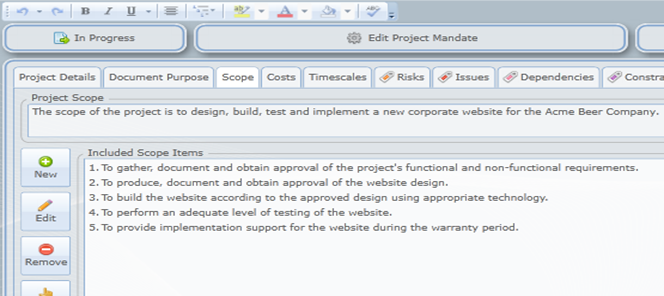 B I U
ABC
In Progress
Edit Project Mandate
Project Details Document Purpose Scope Costs Timescales Risks Issues Dependencies
Project Scope
The scope of the project is to design, build, test and implement a new corporate website for the Acme Beer Company.
Included Scope Items
New
Edit
Remove
1. To gather, document and obtain approval of the project's functional and non-functional requirements.
2. To produce, document and obtain approval of the website design.
3. To build the website according to the approved design using appropriate technology.
4. To perform an adequate level of testing of the website.
5. To provide implementation support for the website during the warranty period.